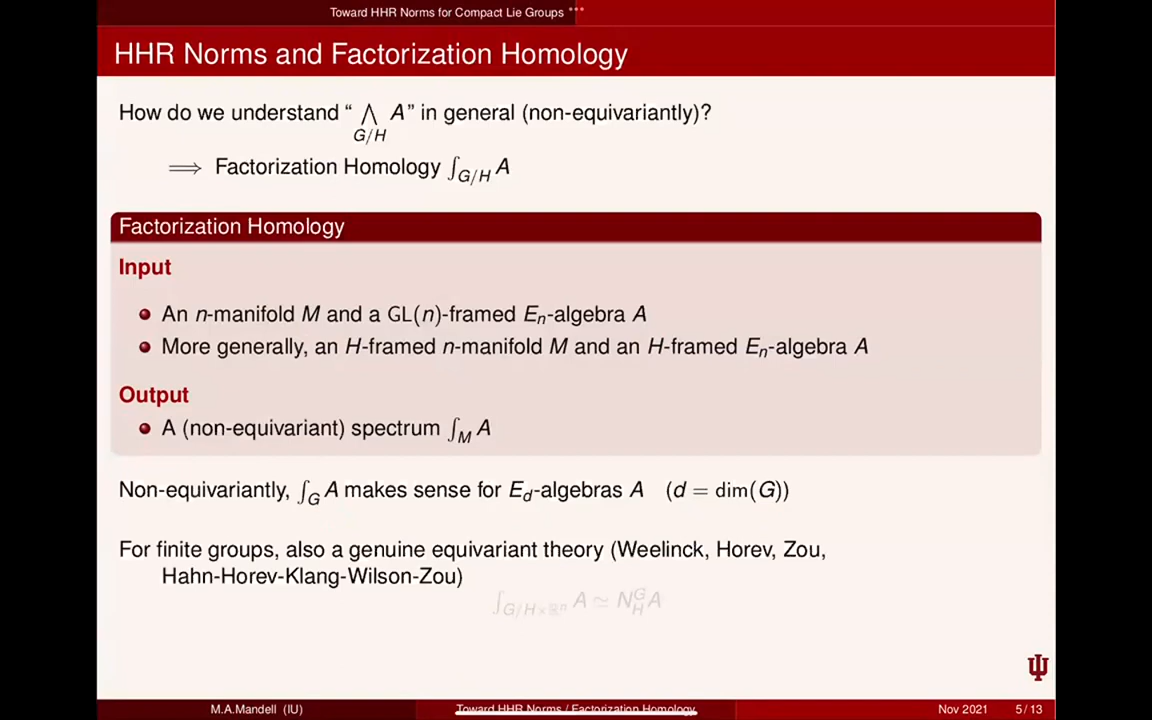 Toward HHR Norms for Compact Lie Groups
HHR Norms and Factorization Homology
How do we understand “ ⋀ A” in general (non-equivariantly)?
G/H
⟹ Factorization Homology ∫_{G/H} A
Factorization Homology
Input
An n-manifold M and a GL(n)-framed E_n-algebra A
More generally, an H-framed n-manifold M and an H-framed E_n-algebra A
Output
A (non-equivariant) spectrum ∫_M A
Non-equivariantly, ∫_G A makes sense for E_d-algebras A (d = dim(G))
For finite groups, also a genuine equivariant theory (Weelinck, Horev, Zou,
Hahn-Horev-Klang-Wilson-Zou)
∫_{G/H×ℝⁿ} A ≃ N_H^G A
M.A.Mandell (IU) Toward HHR Norms / Factorization Homology Nov 2021 5 / 13